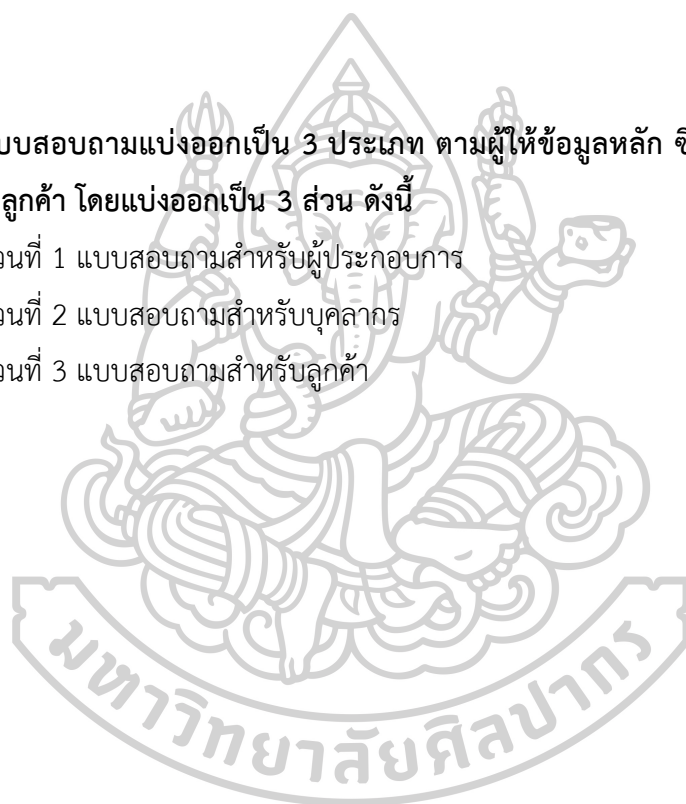 บบสอบถามแบ่งออกเป็น 3 ประเภท ตามผู้ให้ข้อมูลหลัก ซึ
ลูกค้า โดยแบ่งออกเป็น 3 ส่วน ดังนี้
วนที่ 1 แบบสอบถามสำหรับผู้ประกอบการ
วนที่ 2 แบบสอบถามสำหรับบุคลากร
วนที่ 3 แบบสอบถามสำหรับลูกค้า
มหาวิทยาลัยศิลปากร